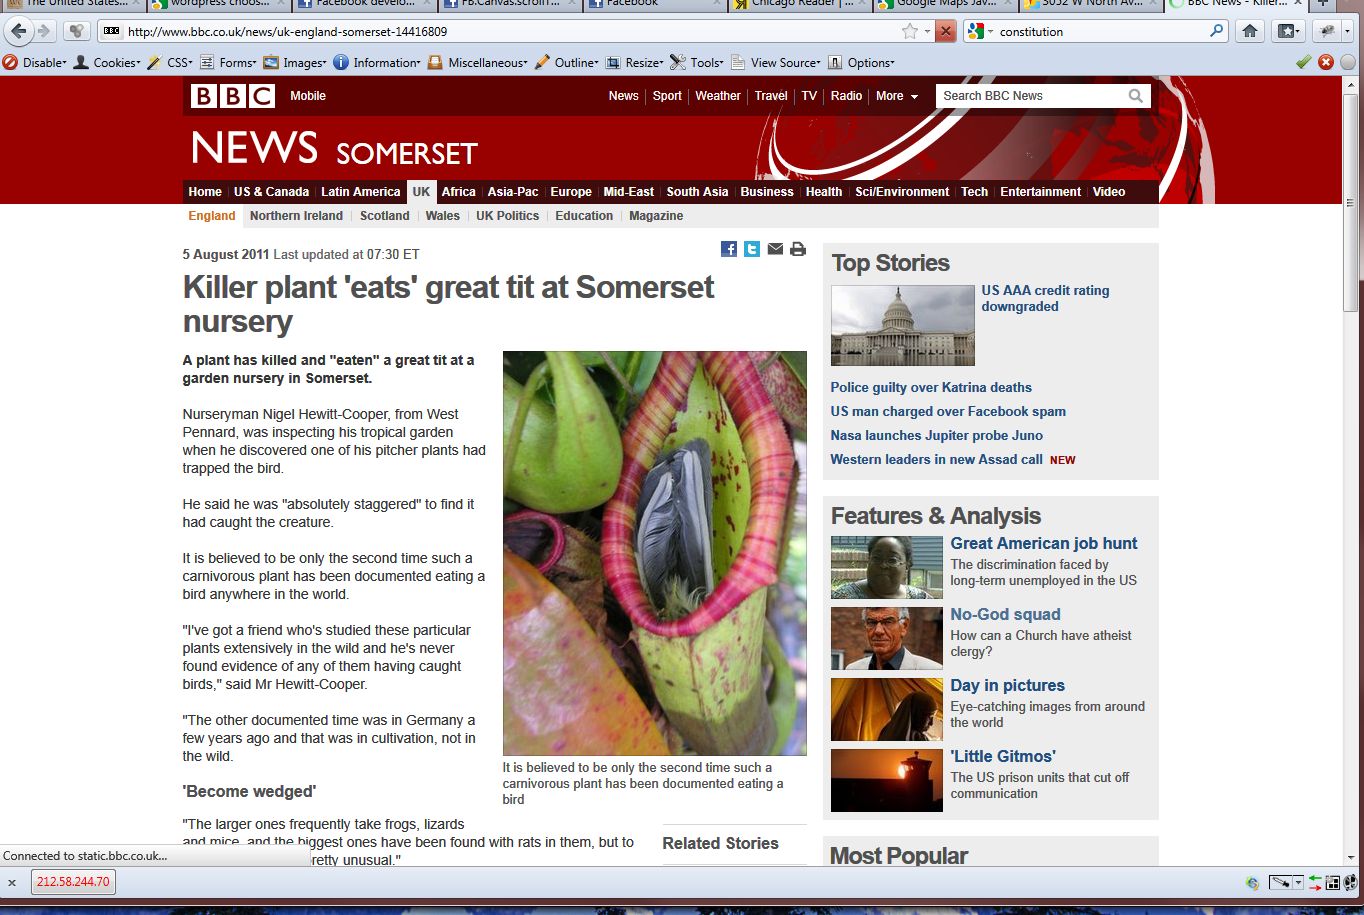 The United States...
wordpress choos...
Facebook develo...
FB.Canvas.scrollT...
Facebook
Chicago Reader | ...
Google Maps Jav...
3052 W North Av...
BBC News - Killer...
http://www.bbc.co.uk/news/uk-england-somerset-14416809
constitution
Disable Cookies CSS Forms Images Information Miscellaneous Outline Resize Tools View Source Options
BBC Mobile
News Sport Weather Travel TV Radio More
Search BBC News
NEWS SOMERSET
Home US & Canada Latin America UK Africa Asia-Pac Europe Mid-East South Asia Business Health Sci/Environment Tech Entertainment Video
England Northern Ireland Scotland Wales UK Politics Education Magazine
5 August 2011 Last updated at 07:30 ET
Killer plant 'eats' great tit at Somerset
nursery
A plant has killed and "eaten" a great tit at a
garden nursery in Somerset.
Nurseryman Nigel Hewitt-Cooper, from West
Pennard, was inspecting his tropical garden
when he discovered one of his pitcher plants had
trapped the bird.
He said he was "absolutely staggered" to find it
had caught the creature.
It is believed to be only the second time such a
carnivorous plant has been documented eating a
bird anywhere in the world.
"I've got a friend who's studied these particular
plants extensively in the wild and he's never
found evidence of any of them having caught
birds," said Mr Hewitt-Cooper.
"The other documented time was in Germany a
few years ago and that was in cultivation, not in
the wild.
'Become wedged'
"The larger ones frequently take frogs, lizards
and mice, and the biggest ones have been found with rats in them, but to
pretty unusual."
It is believed to be only the second time such a
carnivorous plant has been documented eating a
bird
Related Stories
Top Stories
US AAA credit rating
downgraded
Police guilty over Katrina deaths
US man charged over Facebook spam
Nasa launches Jupiter probe Juno
Western leaders in new Assad call NEW
Features & Analysis
Great American job hunt
The discrimination faced by
long-term unemployed in the US
No-God squad
How can a Church have atheist
clergy?
Day in pictures
Eye-catching images from around
the world
'Little Gitmos'
The US prison units that cut off
communication
Most Popular
Connected to static.bbc.co.uk...
x 212.58.244.70